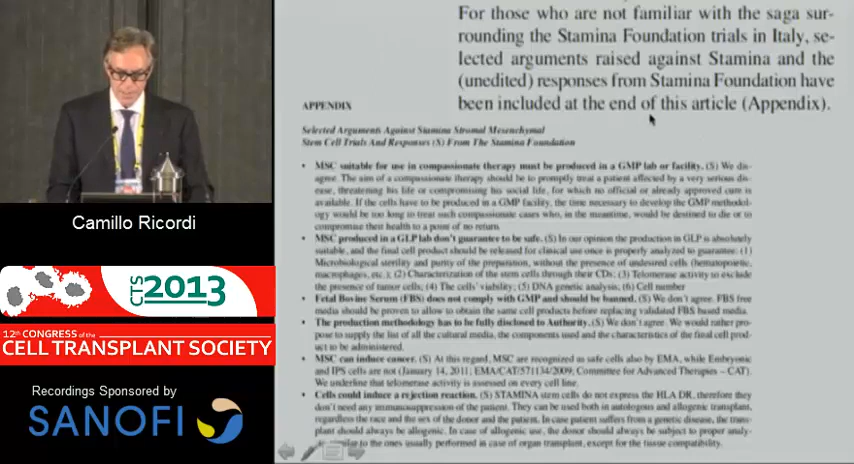 For those who are not familiar with the saga sur-
rounding the Stamina Foundation trials in Italy, se-
lected arguments raised against Stamina and the
(unedited) responses from Stamina Foundation have
been included at the end of this article (Appendix).
APPENDIX
Selected Arguments Against Stamina Stromal Mesenchymal
Stem Cell Trials And Responses (S) From The Stamina Foundation
• MSC suitable for use in compassionate therapy must be produced in a GMP lab or facility. (S) We dis-
agree. The aim of a compassionate therapy should be to promptly treat a patient affected by a very serious dis-
ease, threatening his life or compromising his social life, for which no official or already approved cure is
available. If the cells have to be produced in a GMP facility, the time necessary to develop the GMP methodol-
ogy would be too long to treat such compassionate cases who, in the meantime, would be destined to die or to
compromise their health to a point of no return.
• MSC produced in a GLP lab don't guarantee to be safe. (S) In our opinion the production in GLP is absolutely
suitable, and the final cell product should be released for clinical use once is properly analyzed to guarantee: (1)
Microbiological sterility and purity of the preparation, without the presence of undesired cells (hematopoietic,
macrophages, etc.); (2) Characterization of the stem cells through their CDs; (3) Telomerase activity to exclude
the presence of tumor cells; (4) The cells' viability; (5) DNA genetic analysis; (6) Cell number
• Fetal Bovine Serum (FBS) does not comply with GMP and should be banned. (S) We don't agree. FBS free
media should be proven to allow to obtain the same cell products before replacing validated FBS based media.
• The production methodology has to be fully disclosed to Authority. (S) We don't agree. We would rather pro-
pose to supply the list of all the cultural media, the components used and the characteristics of the final cell prod-
uct to be administered.
• MSC can induce cancer. (S) At this regard, MSC are recognized as safe cells also by EMA, while Embryonic
and IPS cells are not (January 14, 2011; EMA/CAT/571134/2009; Committee for Advanced Therapies – CAT).
We underline that telomerase activity is assessed on every cell line.
• Cells could induce a rejection reaction. (S) STAMINA stem cells do not express the HLA DR, therefore they
don't need any immunosuppression of the patient. They can be used both in autologous and allogenic transplant,
regardless the race and the sex of the donor and the patient. In case patient suffers from a genetic disease, the trans-
plant should always be allogenic. In case of allogenic use, the donor should always be subject to proper analy-
similar to the ones usually performed in case of organ transplant, except for the tissue compatibility.
Camillo Ricordi
CTS
2013
12th CONGRESS of the
CELL TRANSPLANT SOCIETY
Recordings Sponsored by
SANOFI